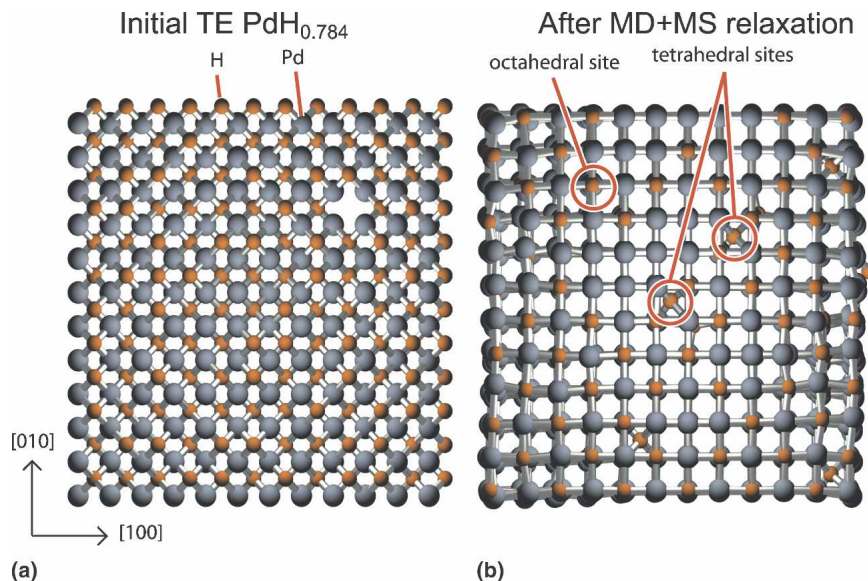 Initial TE PdH₀.₇₈₄
After MD+MS relaxation
H
Pd
octahedral site
tetrahedral sites
[010]
[100]
(a)
(b)